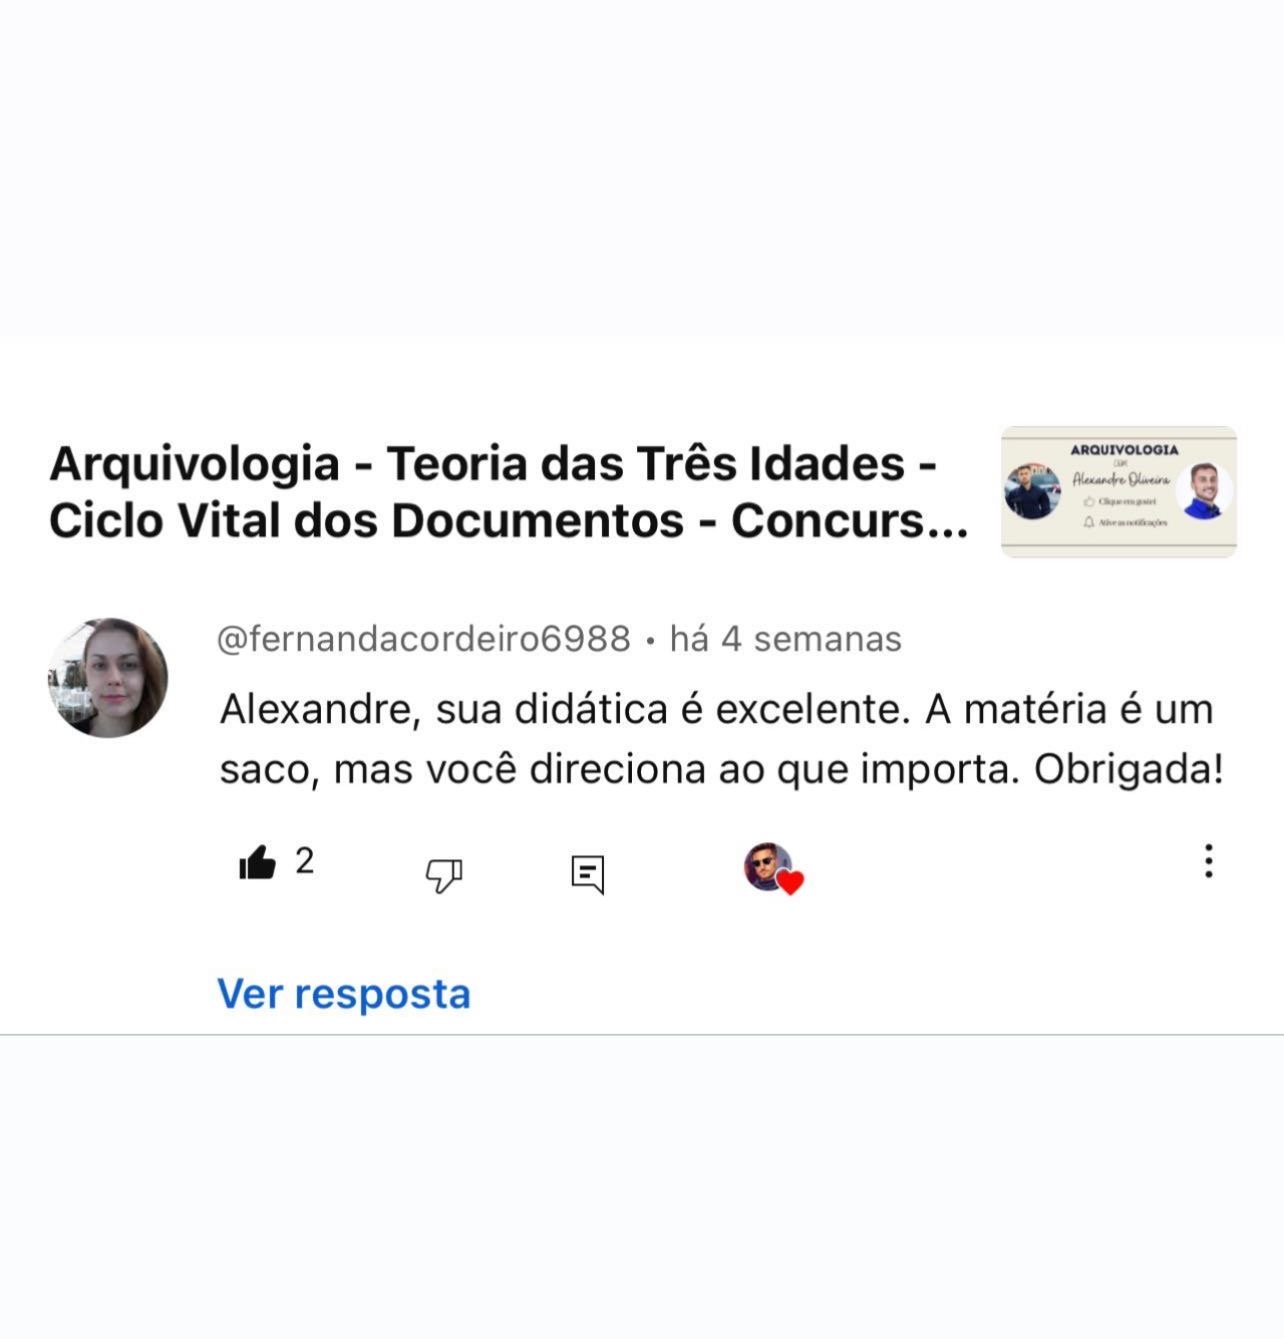 Arquivologia - Teoria das Três Idades -
Ciclo Vital dos Documentos - Concurs...
ARQUIVOLOGIA
com
Alexandre Oliveira
Clique em gostei
Ative as notificações
@fernandacordeiro6988 • há 4 semanas
Alexandre, sua didática é excelente. A matéria é um
saco, mas você direciona ao que importa. Obrigada!
2
Ver resposta